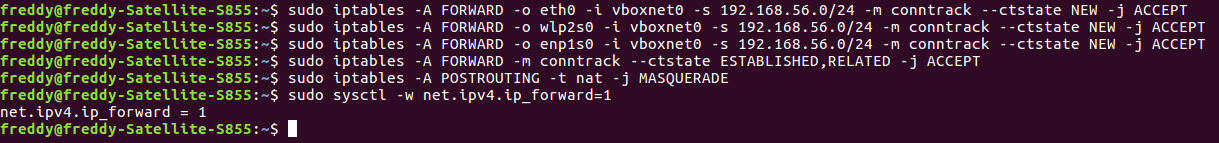 freddy@freddy-Satellite-S855:~$ sudo iptables -A FORWARD -o eth0 -i vboxnet0 -s 192.168.56.0/24 -m conntrack --ctstate NEW -j ACCEPT
freddy@freddy-Satellite-S855:~$ sudo iptables -A FORWARD -o wlp2s0 -i vboxnet0 -s 192.168.56.0/24 -m conntrack --ctstate NEW -j ACCEPT
freddy@freddy-Satellite-S855:~$ sudo iptables -A FORWARD -o enp1s0 -i vboxnet0 -s 192.168.56.0/24 -m conntrack --ctstate NEW -j ACCEPT
freddy@freddy-Satellite-S855:~$ sudo iptables -A FORWARD -m conntrack --ctstate ESTABLISHED,RELATED -j ACCEPT
freddy@freddy-Satellite-S855:~$ sudo iptables -A POSTROUTING -t nat -j MASQUERADE
freddy@freddy-Satellite-S855:~$ sudo sysctl -w net.ipv4.ip_forward=1
net.ipv4.ip_forward = 1
freddy@freddy-Satellite-S855:~$